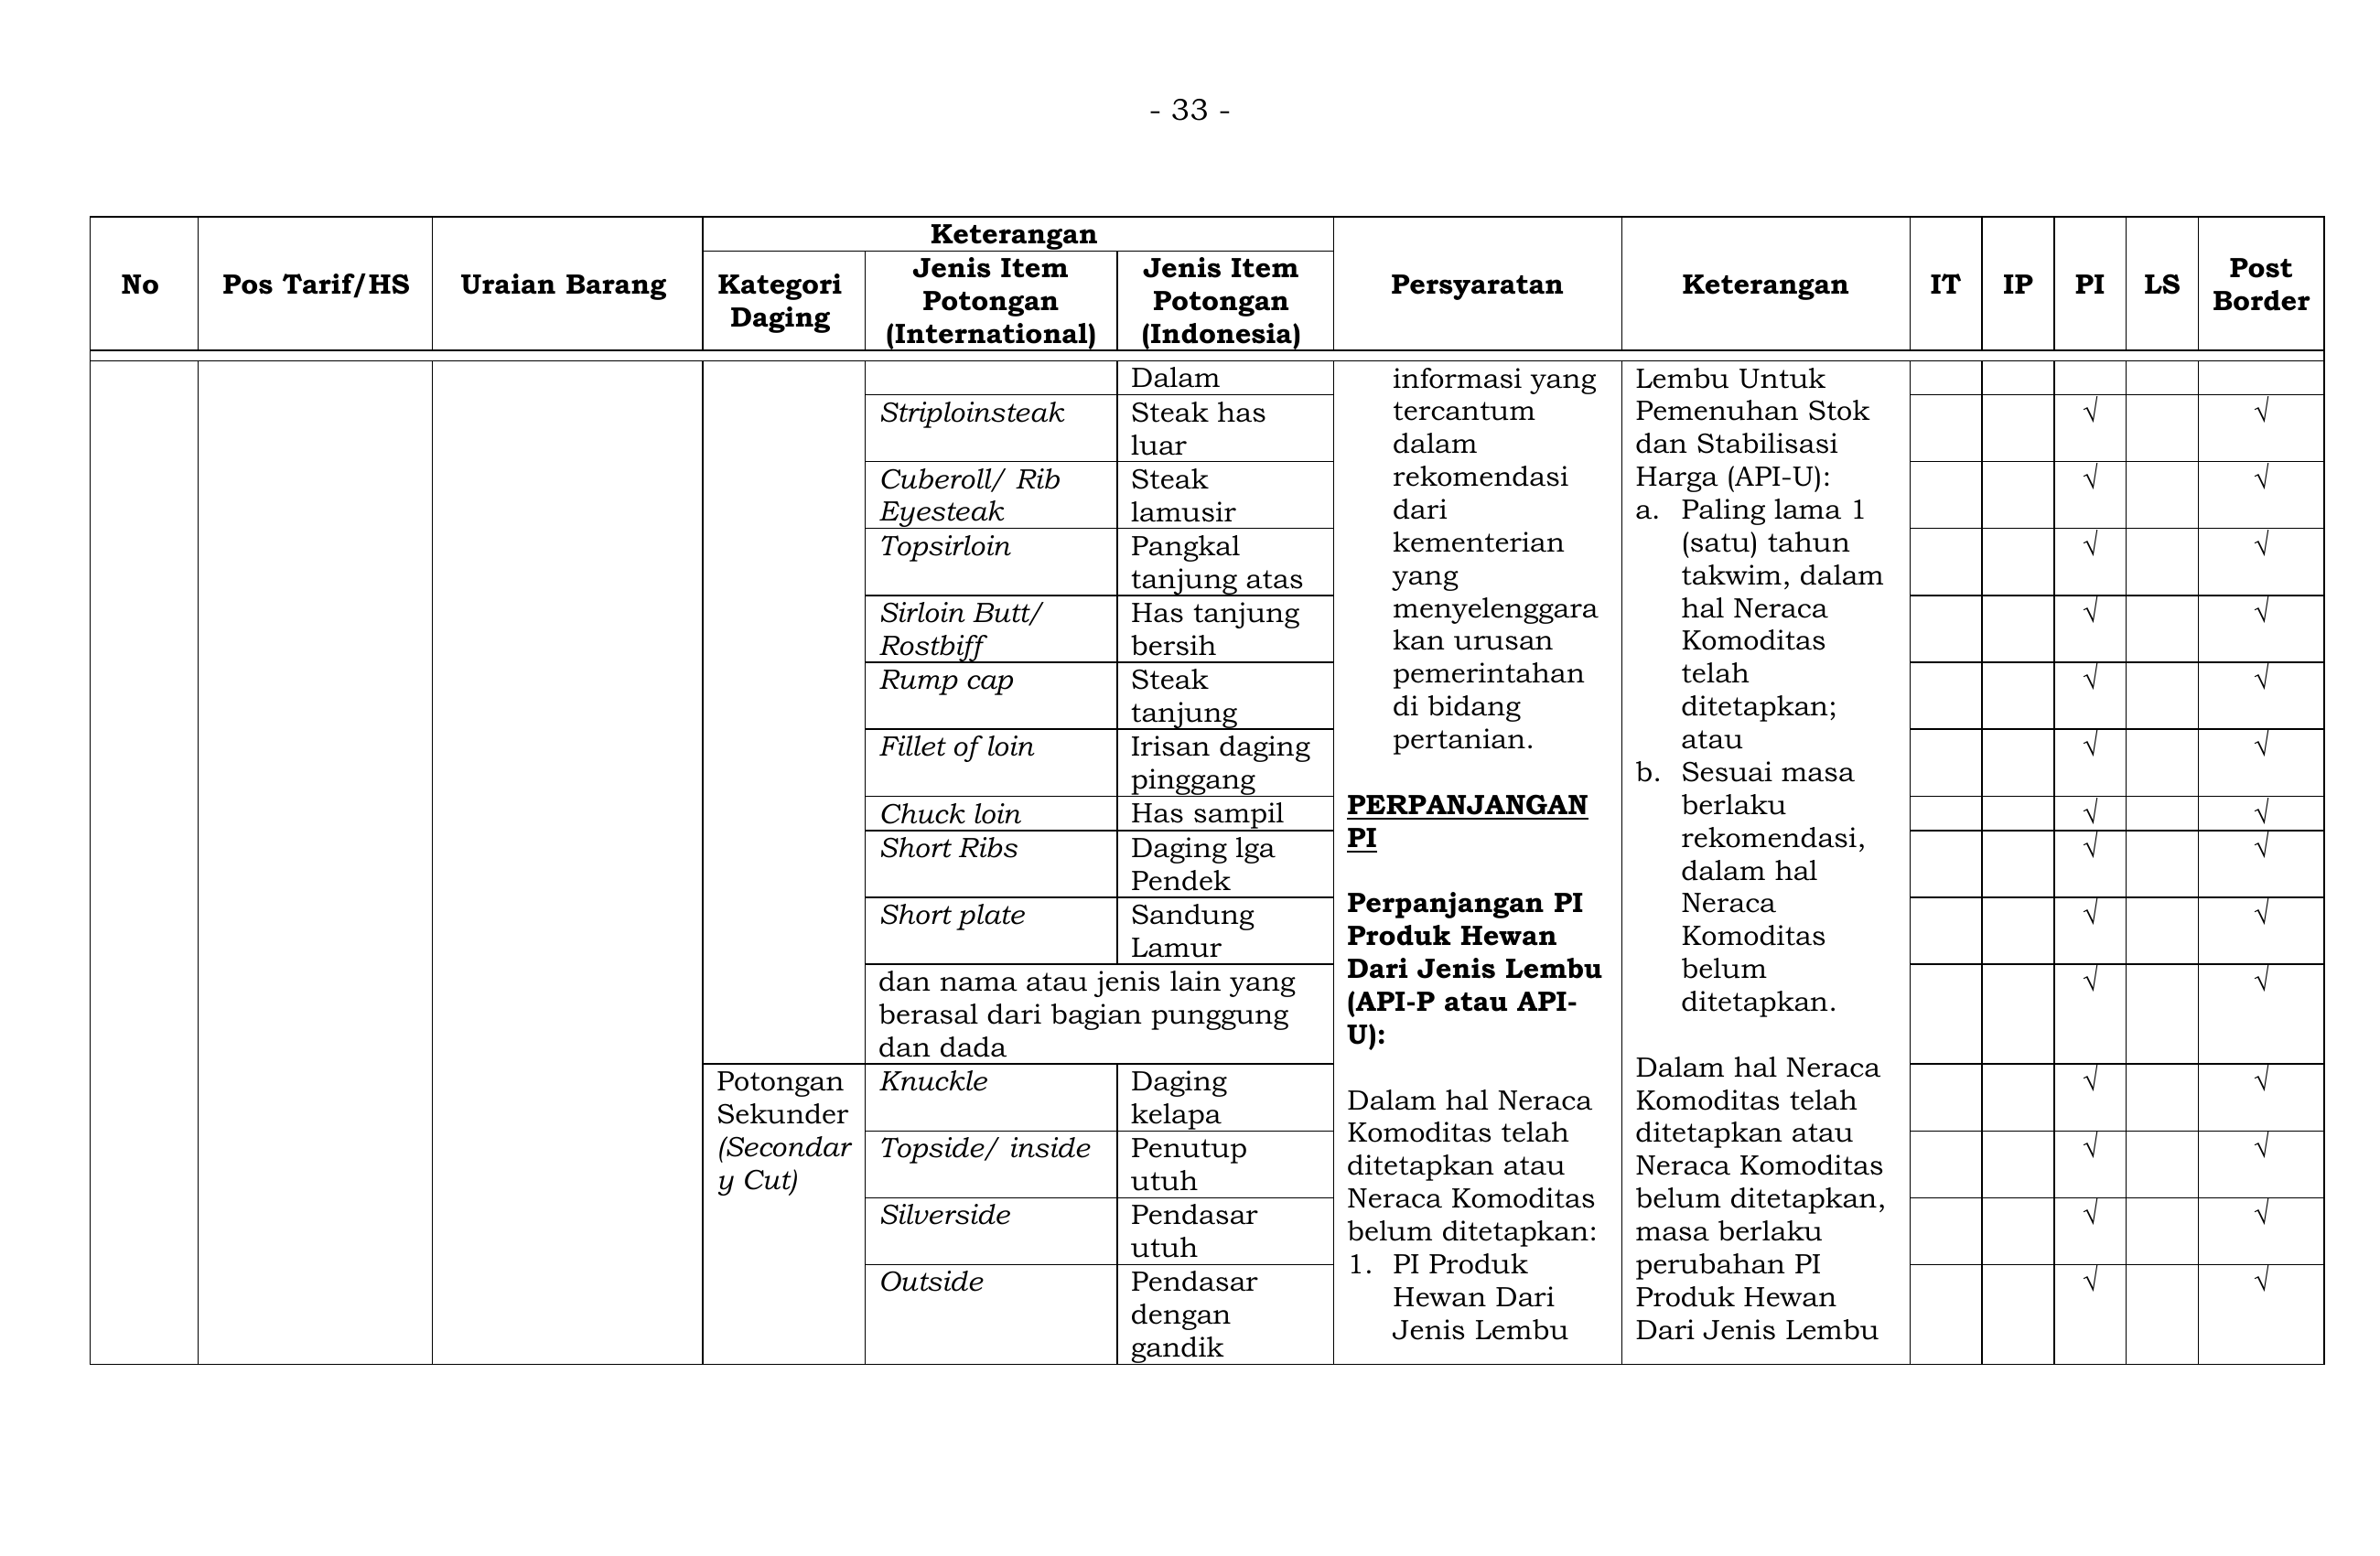 - 33 -
No
Pos Tarif/HS
Uraian Barang
Keterangan
Kategori
Daging
Jenis Item
Potongan
(International)
Jenis Item
Potongan
(Indonesia)
Persyaratan
Keterangan
IT
IP
PI
LS
Post
Border
Dalam
Striploinsteak
Steak has
luar
√
√
Cuberoll/ Rib
Eyesteak
Steak
lamusir
√
√
Topsirloin
Pangkal
tanjung atas
√
√
Sirloin Butt/
Rostbiff
Has tanjung
bersih
√
√
Rump cap
Steak
tanjung
√
√
Fillet of loin
Irisan daging
pinggang
√
√
Chuck loin
Has sampil
√
√
Short Ribs
Daging lga
Pendek
√
√
Short plate
Sandung
Lamur
√
√
dan nama atau jenis lain yang
berasal dari bagian punggung
dan dada
√
√
Potongan
Sekunder
(Secondar
y Cut)
Knuckle
Daging
kelapa
√
√
Topside/ inside
Penutup
utuh
√
√
Silverside
Pendasar
utuh
√
√
Outside
Pendasar
dengan
gandik
√
√
informasi yang
tercantum
dalam
rekomendasi
dari
kementerian
yang
menyelenggara
kan urusan
pemerintahan
di bidang
pertanian.
PERPANJANGAN
PI
Perpanjangan PI
Produk Hewan
Dari Jenis Lembu
(API-P atau API-
U):
Dalam hal Neraca
Komoditas telah
ditetapkan atau
Neraca Komoditas
belum ditetapkan:
1. PI Produk
Hewan Dari
Jenis Lembu
Lembu Untuk
Pemenuhan Stok
dan Stabilisasi
Harga (API-U):
a. Paling lama 1
(satu) tahun
takwim, dalam
hal Neraca
Komoditas
telah
ditetapkan;
atau
b. Sesuai masa
berlaku
rekomendasi,
dalam hal
Neraca
Komoditas
belum
ditetapkan.
Dalam hal Neraca
Komoditas telah
ditetapkan atau
Neraca Komoditas
belum ditetapkan,
masa berlaku
perubahan PI
Produk Hewan
Dari Jenis Lembu